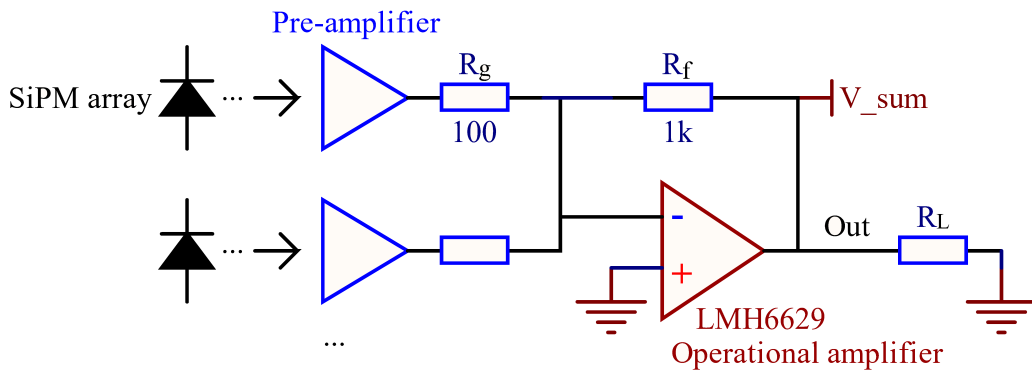 Pre-amplifier
SiPM array
...
Rg
100
Rf
1k
V_sum
...
-
+
Out
RL
LMH6629
Operational amplifier
...